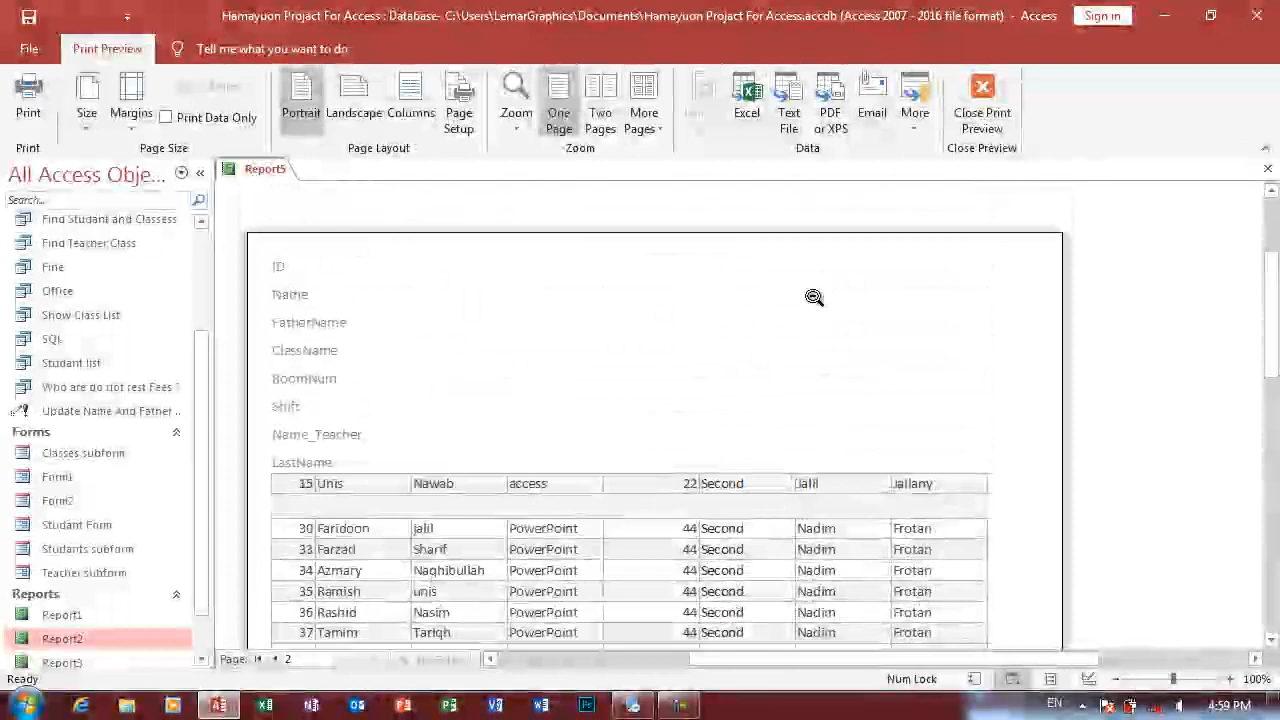 Hamayuon Projact For Access :Database- C:\Users\LemarGraphics\Documents\Hamayuon Projact For Access.accdb (Access 2007 - 2016 file format) - Access
Sign in
File
Print Preview
Tell me what you want to do
Print
Size
Margins
Print Data Only
Portrait
Landscape
Columns
Page Setup
Zoom
One Page
Two Pages
More Pages
Excel
Text File
PDF or XPS
Email
More
Close Print Preview
Print
Page Size
Page Layout
Zoom
Data
Close Preview
All Access Obje...
Search...
Find Student and Classess
Find Teacher Class
Fine
Office
Show Class List
SQL
Student list
Who are do not rest Fees
Update Name And Father ...
Forms
Classes subform
Form1
Form2
Student Form
Students subform
Teacher subform
Reports
Report1
Report2
Report3
Report5
ID
Name
FatherName
ClassName
RoomNum
Shift
Name_Teacher
LastName
15 Unis Nawab access 22 Second Jalil Jallany
30 Faridoon jalil PowerPoint 44 Second Nadim Frotan
33 Farzad Sharif PowerPoint 44 Second Nadim Frotan
34 Azmary Naqhibullah PowerPoint 44 Second Nadim Frotan
35 Ramish unis PowerPoint 44 Second Nadim Frotan
36 Rashid Nasim PowerPoint 44 Second Nadim Frotan
37 Tamim Tariqh PowerPoint 44 Second Nadim Frotan
Page: 2
Ready
Num Lock
100%
EN
4:59 PM